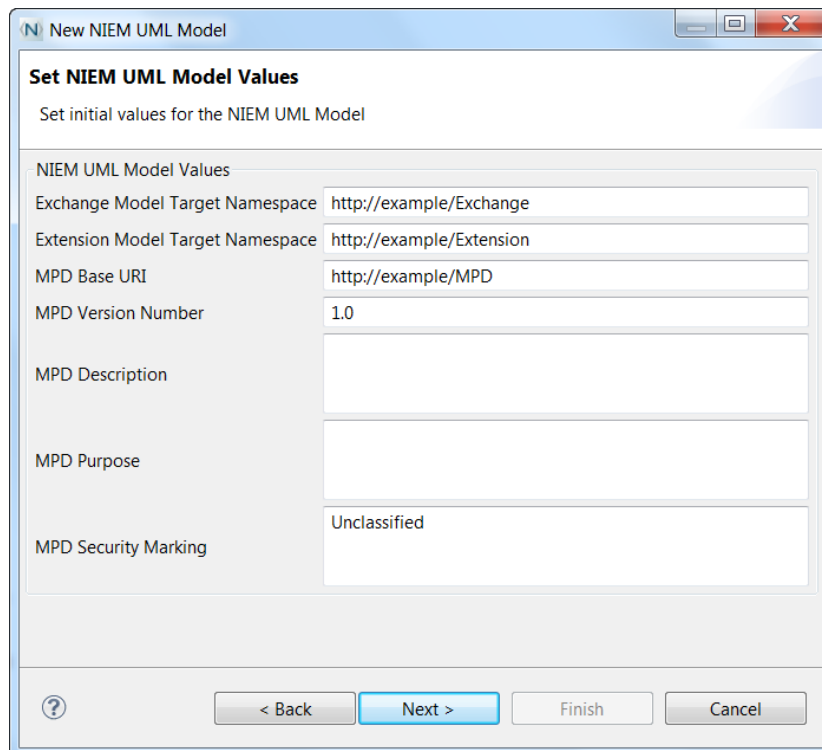 New NIEM UML Model
Set NIEM UML Model Values
Set initial values for the NIEM UML Model
NIEM UML Model Values
Exchange Model Target Namespace http://example/Exchange
Extension Model Target Namespace http://example/Extension
MPD Base URI http://example/MPD
MPD Version Number 1.0
MPD Description
MPD Purpose
Unclassified
MPD Security Marking
? < Back Next > Finish Cancel